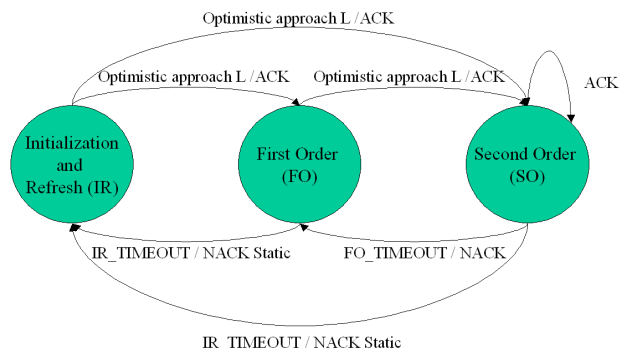 Optimistic approach L / ACK
Optimistic approach L / ACK
Optimistic approach L / ACK
ACK
Initialization
and
Refresh (IR)
First Order
(FO)
Second Order
(SO)
IR_TIMEOUT / NACK Static
FO_TIMEOUT / NACK
IR_TIMEOUT / NACK Static